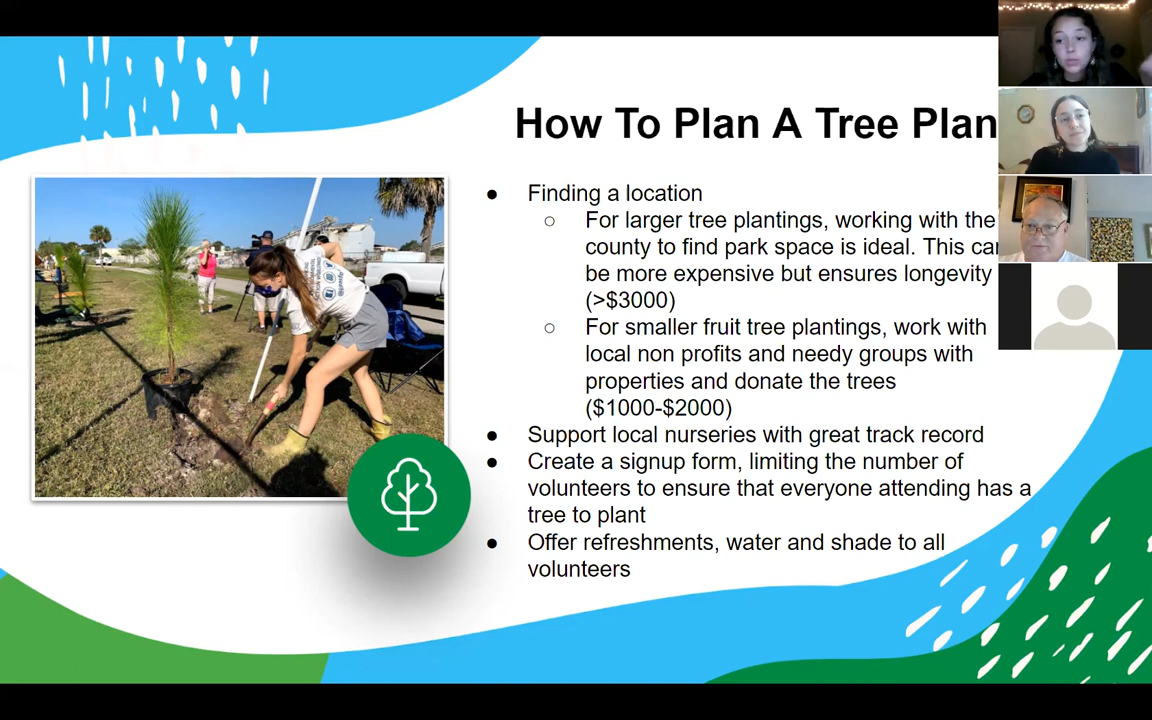 How To Plan A Tree Plan
● Finding a location
○ For larger tree plantings, working with the
county to find park space is ideal. This can
be more expensive but ensures longevity
(>$3000)
○ For smaller fruit tree plantings, work with
local non profits and needy groups with
properties and donate the trees
($1000-$2000)
● Support local nurseries with great track record
● Create a signup form, limiting the number of
volunteers to ensure that everyone attending has a
tree to plant
● Offer refreshments, water and shade to all
volunteers